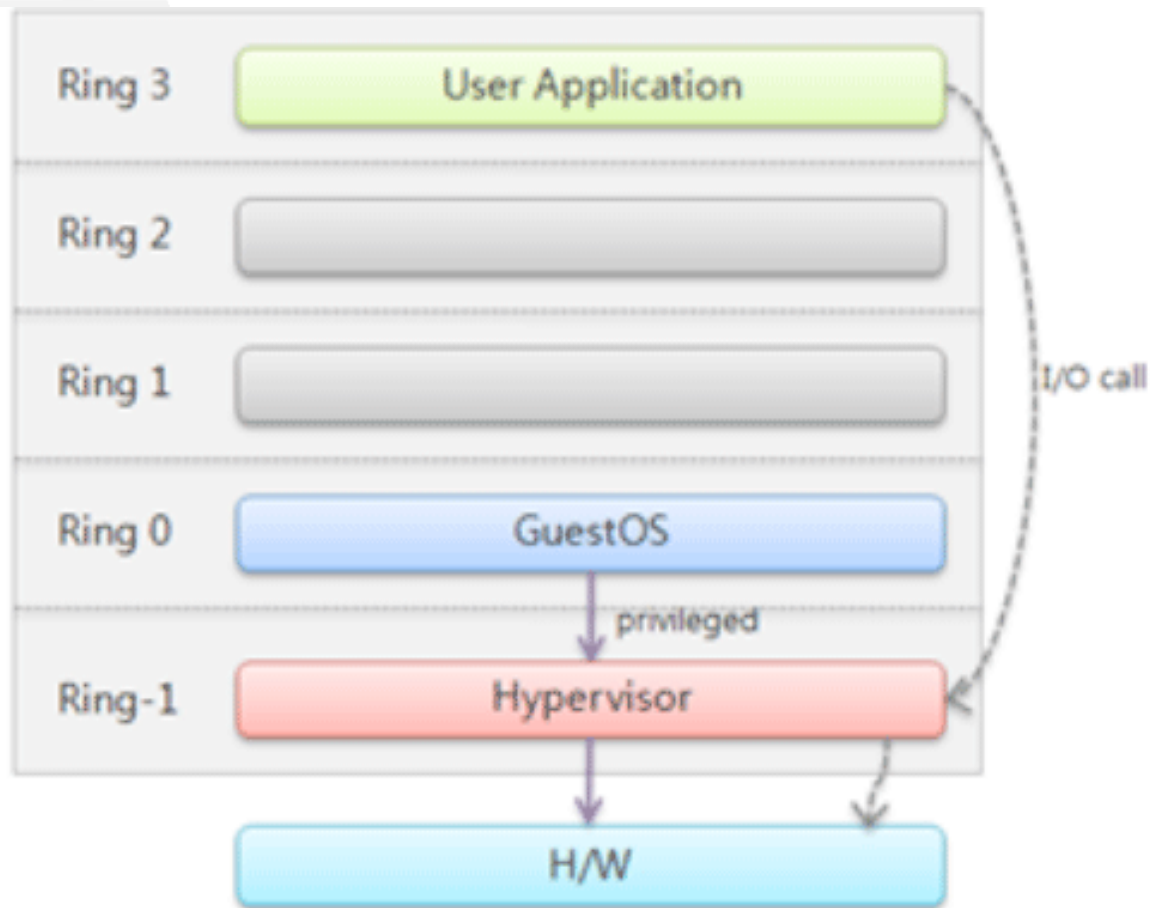 Ring 3
User Application
Ring 2
Ring 1
I/O call
Ring 0
GuestOS
privileged
Ring-1
Hypervisor
H/W